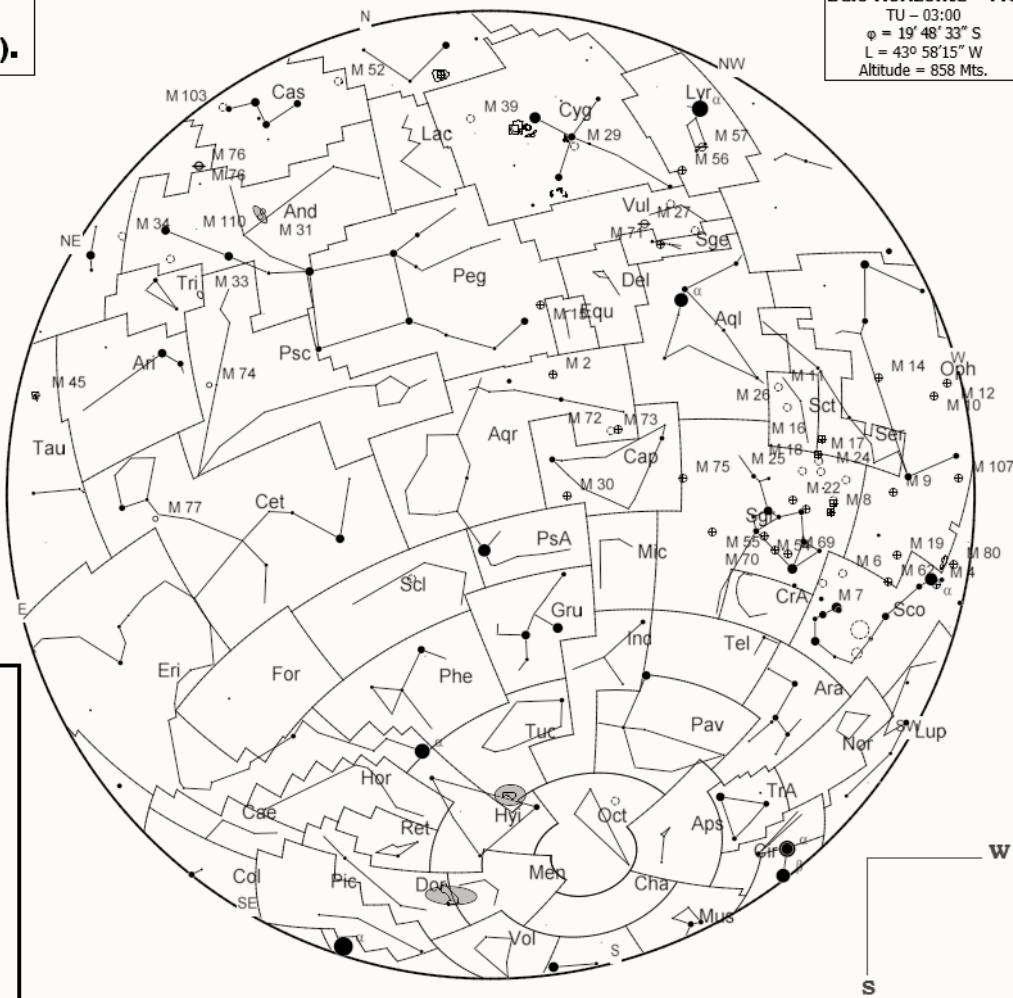 ).
TU – 03:00
φ = 19' 48' 33" S
L = 43º 58'15" W
Altitude = 858 Mts.
N
M 52
NW
M 103
Cas
Lyr
α
M 39
Cyg
M 29
M 57
Lac
M 56
M 76
M 76
Vul
M 27
M 34
M 110
And
M 31
M 71
Sge
NE
Tri
M 33
Peg
Del
α
M 15
Equ
Aql
Ari
Psc
M 2
M 14
W
Oph
M 45
M 74
M 11
M 12
M 26
M 10
Sct
M 72
M 73
M 16
Tau
Aqr
M 17
Ser
Cap
M 18
M 24
M 75
M 25
M 107
M 9
M 30
M 22
M 8
Cet
M 77
Sgr
PsA
M 55
M 54
M 69
M 19
M 80
Mic
M 70
M 6
M 62
M 4
Scl
α
CrA
M 7
Sco
E
Gru
Ind
Tel
Eri
For
Phe
Ara
Tuc
Pav
SW
Lup
Nor
α
Hor
TrA
Cae
Hyi
Oct
Ret
Aps
Cir
α
β
W
Col
Pic
Dor
Men
Cha
SE
Mus
α
Vol
S
S